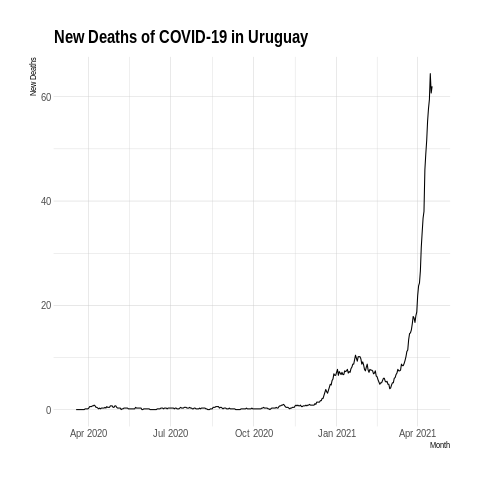 New Deaths of COVID-19 in Uruguay
New Deaths
60
40
20
0
Apr 2020 Jul 2020 Oct 2020 Jan 2021 Apr 2021
Month